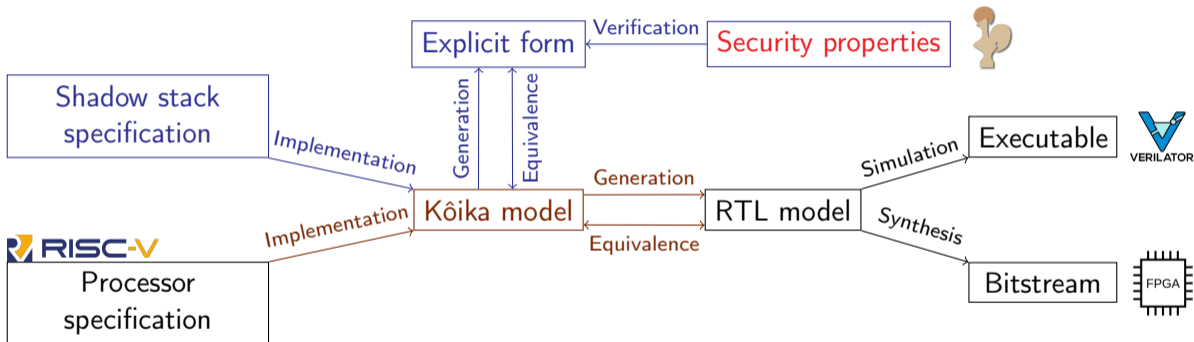 Explicit form
Verification
Security properties
Shadow stack
specification
Implementation
Generation
Equivalence
Executable
VERILATOR
Simulation
Generation
Kôika model
RTL model
Equivalence
Synthesis
Implementation
RISC-V
Processor
specification
Bitstream
FPGA